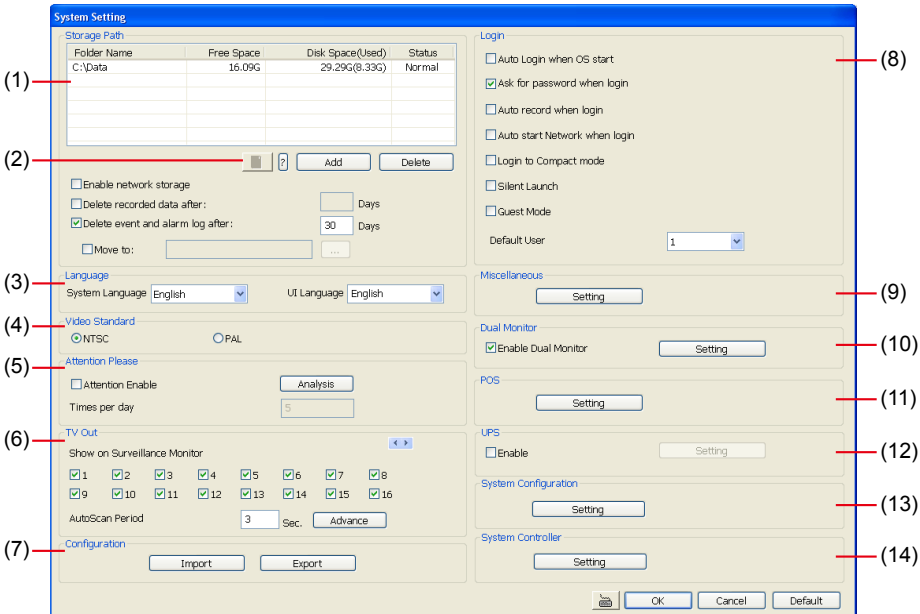 System Setting
Storage Path
Folder Name Free Space Disk Space(Used) Status
C:\Data 16.09G 29.29G(8.33G) Normal
(1)
(2)
? Add Delete
Enable network storage
Delete recorded data after: Days
Delete event and alarm log after: 30 Days
Move to: ...
Language
(3)
System Language English UI Language English
Video Standard
(4)
NTSC PAL
Attention Please
(5)
Attention Enable Analysis
Times per day 5
TV Out
(6)
Show on Surveillance Monitor
1 2 3 4 5 6 7 8
9 10 11 12 13 14 15 16
AutoScan Period 3 Sec. Advance
Configuration
(7)
Import Export
Login
(8)
Auto Login when OS start
Ask for password when login
Auto record when login
Auto start Network when login
Login to Compact mode
Silent Launch
Guest Mode
Default User 1
Miscellaneous
Setting
(9)
Dual Monitor
Enable Dual Monitor Setting
(10)
POS
Setting
(11)
UPS
Enable Setting
(12)
System Configuration
Setting
(13)
System Controller
Setting
(14)
OK Cancel Default